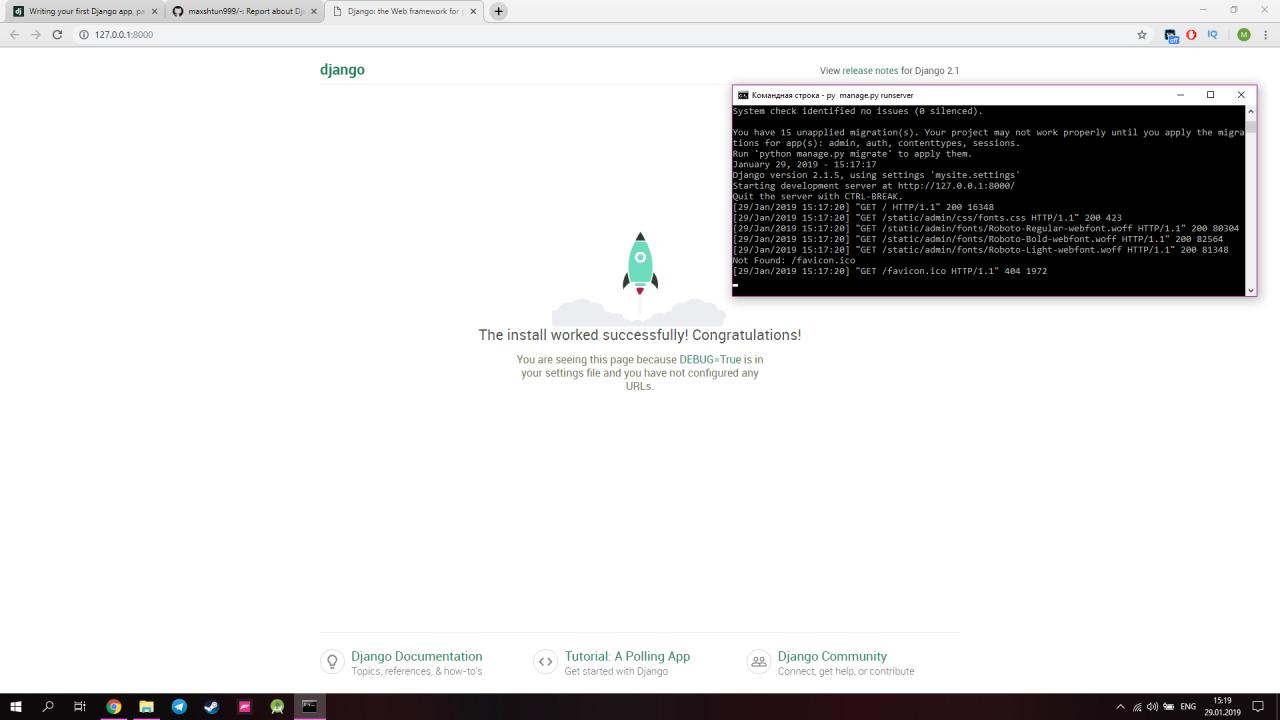 Writing your first Django app, pa
maxshtun999/-: Report about Dj
Django: the Web framework for
127.0.0.1:8000
off
IQ
M
django
View release notes for Django 2.1
Командная строка - py manage.py runserver
System check identified no issues (0 silenced).
You have 15 unapplied migration(s). Your project may not work properly until you apply the migra
tions for app(s): admin, auth, contenttypes, sessions.
Run 'python manage.py migrate' to apply them.
January 29, 2019 - 15:17:17
Django version 2.1.5, using settings 'mysite.settings'
Starting development server at http://127.0.0.1:8000/
Quit the server with CTRL-BREAK.
[29/Jan/2019 15:17:20] "GET / HTTP/1.1" 200 16348
[29/Jan/2019 15:17:20] "GET /static/admin/css/fonts.css HTTP/1.1" 200 423
[29/Jan/2019 15:17:20] "GET /static/admin/fonts/Roboto-Regular-webfont.woff HTTP/1.1" 200 80304
[29/Jan/2019 15:17:20] "GET /static/admin/fonts/Roboto-Bold-webfont.woff HTTP/1.1" 200 82564
[29/Jan/2019 15:17:20] "GET /static/admin/fonts/Roboto-Light-webfont.woff HTTP/1.1" 200 81348
Not Found: /favicon.ico
[29/Jan/2019 15:17:20] "GET /favicon.ico HTTP/1.1" 404 1972
The install worked successfully! Congratulations!
You are seeing this page because DEBUG=True is in
your settings file and you have not configured any
URLs.
Django Documentation
Topics, references, & how-to's
Tutorial: A Polling App
Get started with Django
Django Community
Connect, get help, or contribute
ENG
15:19
29.01.2019